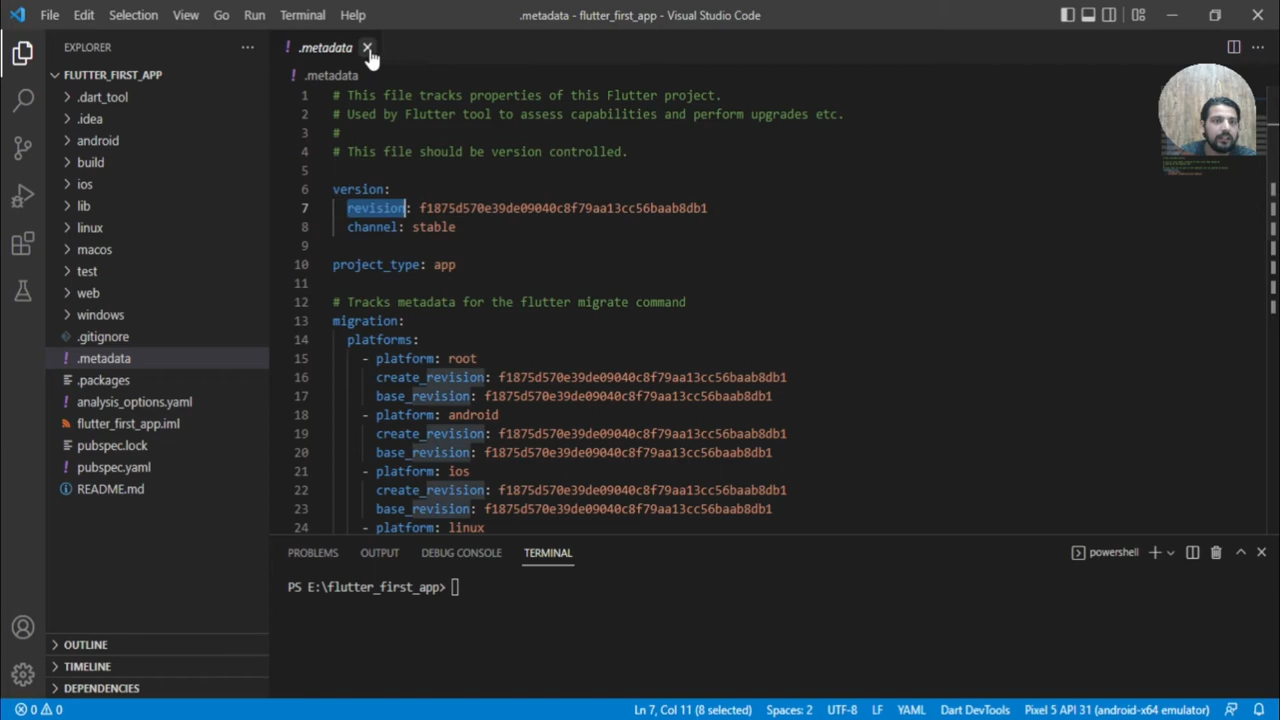 File Edit Selection View Go Run Terminal Help
.metadata - flutter_first_app - Visual Studio Code
EXPLORER
FLUTTER_FIRST_APP
.dart_tool
.idea
android
build
ios
lib
linux
macos
test
web
windows
.gitignore
.metadata
.packages
analysis_options.yaml
flutter_first_app.iml
pubspec.lock
pubspec.yaml
README.md
OUTLINE
TIMELINE
DEPENDENCIES
! .metadata
! .metadata
1 # This file tracks properties of this Flutter project.
2 # Used by Flutter tool to assess capabilities and perform upgrades etc.
3 #
4 # This file should be version controlled.
5
6 version:
7 revision: f1875d570e39de09040c8f79aa13cc56baab8db1
8 channel: stable
9
10 project_type: app
11
12 # Tracks metadata for the flutter migrate command
13 migration:
14 platforms:
15 - platform: root
16 create_revision: f1875d570e39de09040c8f79aa13cc56baab8db1
17 base_revision: f1875d570e39de09040c8f79aa13cc56baab8db1
18 - platform: android
19 create_revision: f1875d570e39de09040c8f79aa13cc56baab8db1
20 base_revision: f1875d570e39de09040c8f79aa13cc56baab8db1
21 - platform: ios
22 create_revision: f1875d570e39de09040c8f79aa13cc56baab8db1
23 base_revision: f1875d570e39de09040c8f79aa13cc56baab8db1
24 - platform: linux
PROBLEMS OUTPUT DEBUG CONSOLE TERMINAL
powershell
PS E:\flutter_first_app>
0 0
Ln 7, Col 11 (8 selected) Spaces: 2 UTF-8 LF YAML Dart DevTools Pixel 5 API 31 (android-x64 emulator)